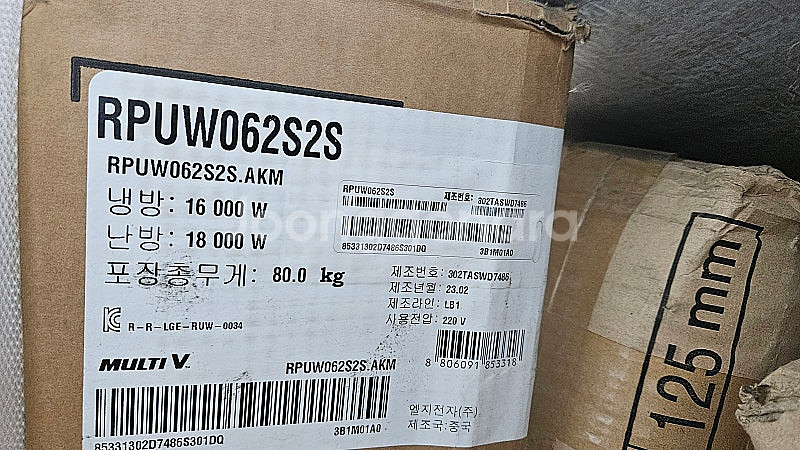 RPUW062S2S
RPUW062S2S.AKM
냉방: 16 000 W
난방: 18 000 W
포장총무게: 80.0 kg
R-R-LGE-RUW-0034
MULTI V
RPUW062S2S.AKM
85331302D7486S301DQ
3B1M01A0
RPUW062S2S
제조번호: 302TASWD7486
85331302D7486S301DQ
3B1M01A0
제조번호: 302TASWD7486
제조년월: 23.02
제조라인: LB1
사용전압: 220 V
8 806091 853318
엘지전자(주)
제조국:중국
125 mm